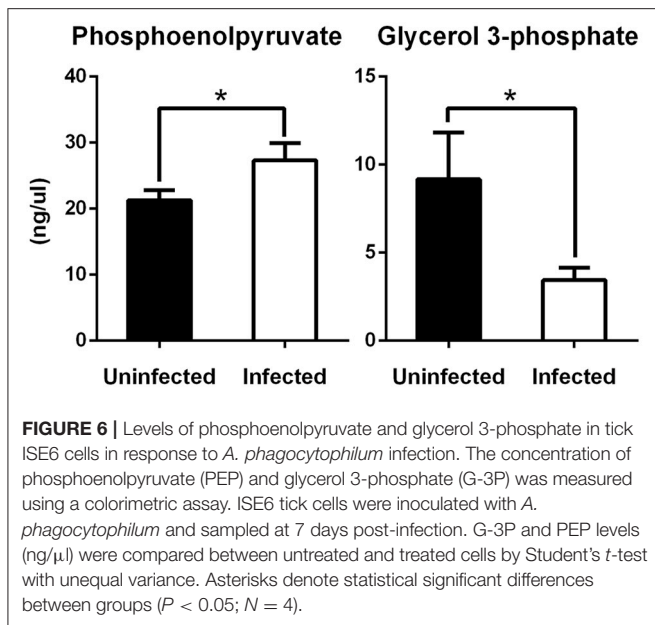 Phosphoenolpyruvate
Glycerol 3-phosphate
(ng/ul)
40
30
20
10
0
*
Uninfected Infected
15
10
5
0
*
Uninfected Infected
FIGURE 6 | Levels of phosphoenolpyruvate and glycerol 3-phosphate in tick
ISE6 cells in response to A. phagocytophilum infection. The concentration of
phosphoenolpyruvate (PEP) and glycerol 3-phosphate (G-3P) was measured
using a colorimetric assay. ISE6 tick cells were inoculated with A.
phagocytophilum and sampled at 7 days post-infection. G-3P and PEP levels
(ng/μl) were compared between untreated and treated cells by Student's t-test
with unequal variance. Asterisks denote statistical significant differences
between groups (P < 0.05; N = 4).